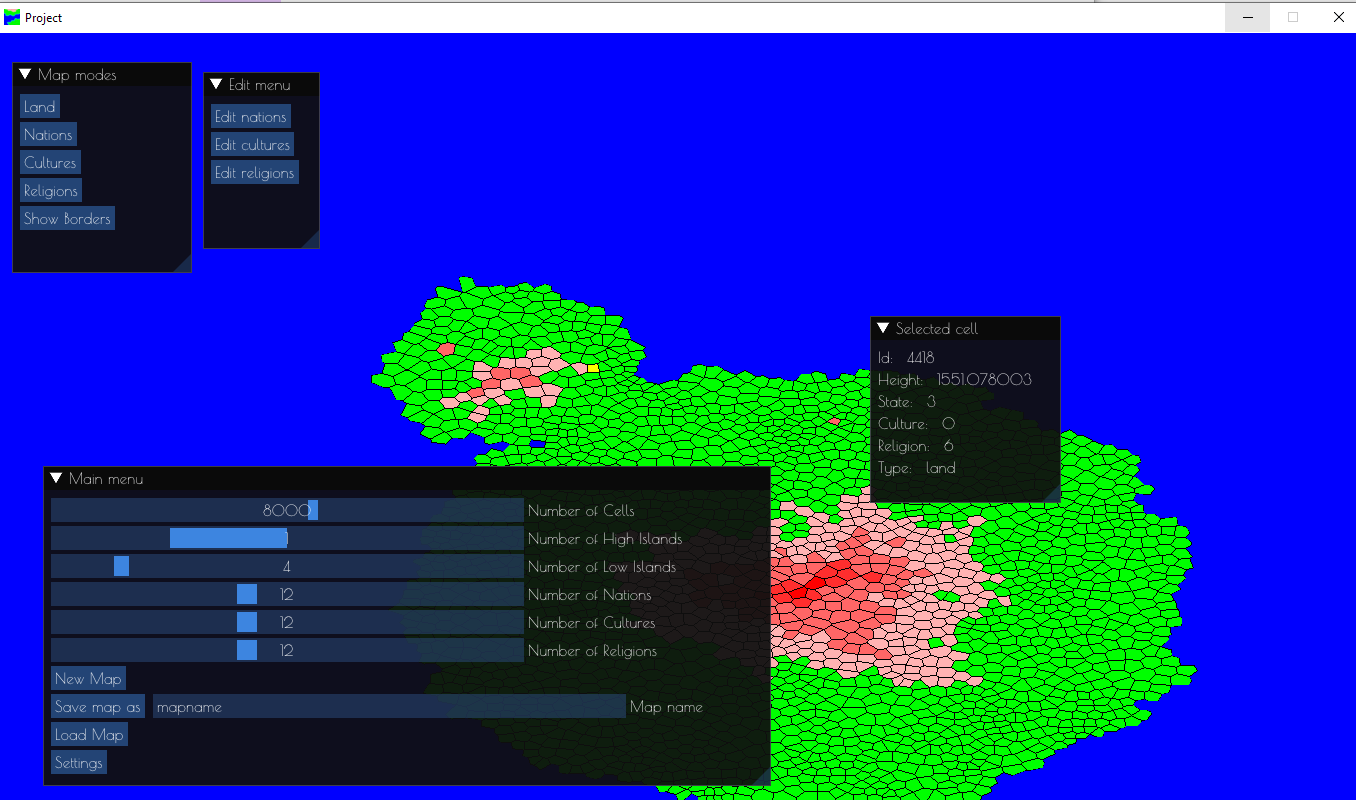 Project
Map modes
Land
Nations
Cultures
Religions
Show Borders
Edit menu
Edit nations
Edit cultures
Edit religions
Selected cell
Id: 4418
Height: 1551.078003
State: 3
Culture: 0
Religion: 6
Type: land
Main menu
8000 Number of Cells
Number of High Islands
4 Number of Low Islands
12 Number of Nations
12 Number of Cultures
12 Number of Religions
New Map
Save map as mapname Map name
Load Map
Settings